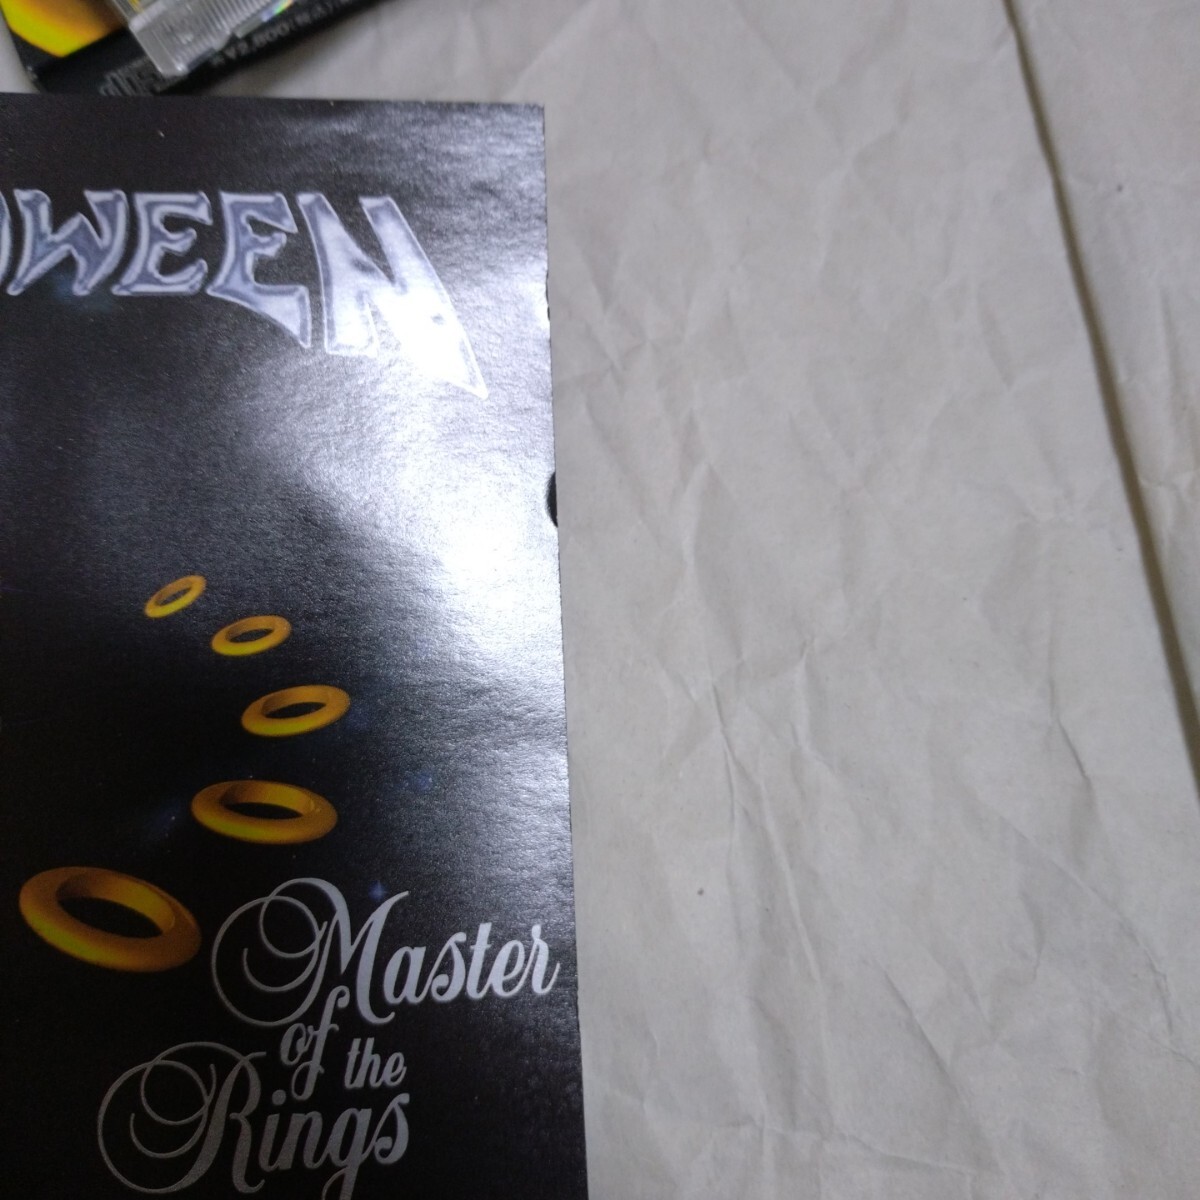 OWEEN
Master
of the
Rings